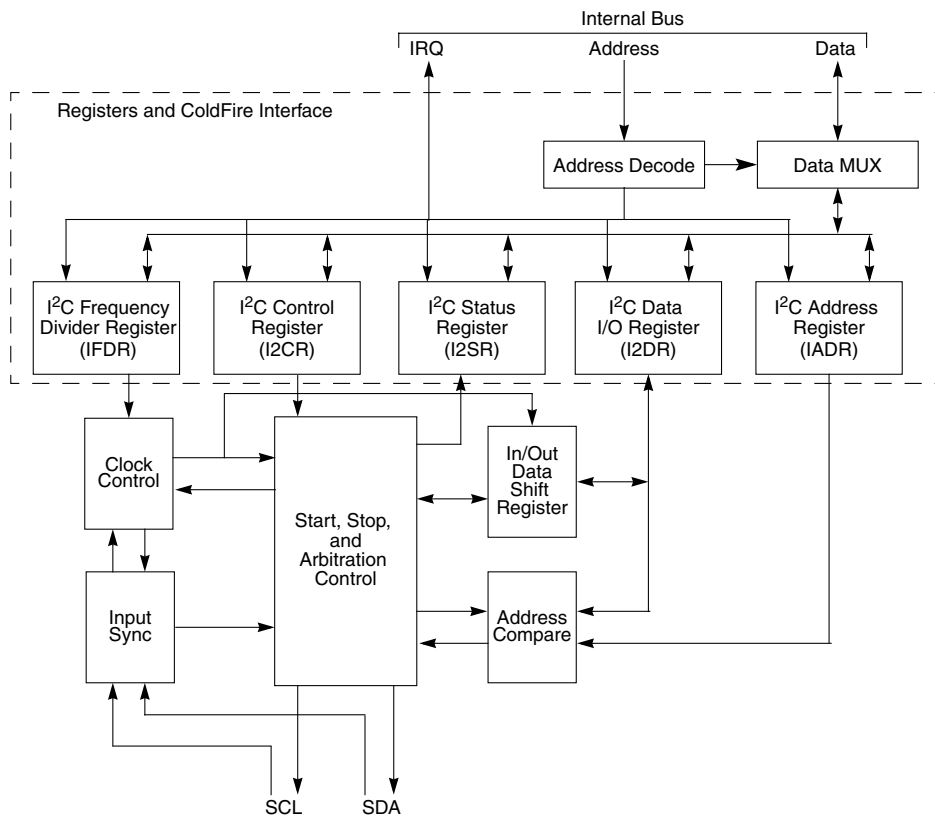 Internal Bus
IRQ
Address
Data
Registers and ColdFire Interface
Address Decode
Data MUX
I²C Frequency
Divider Register
(IFDR)
I²C Control
Register
(I2CR)
I²C Status
Register
(I2SR)
I²C Data
I/O Register
(I2DR)
I²C Address
Register
(IADR)
Clock
Control
Start, Stop,
and
Arbitration
Control
In/Out
Data
Shift
Register
Input
Sync
Address
Compare
SCL
SDA